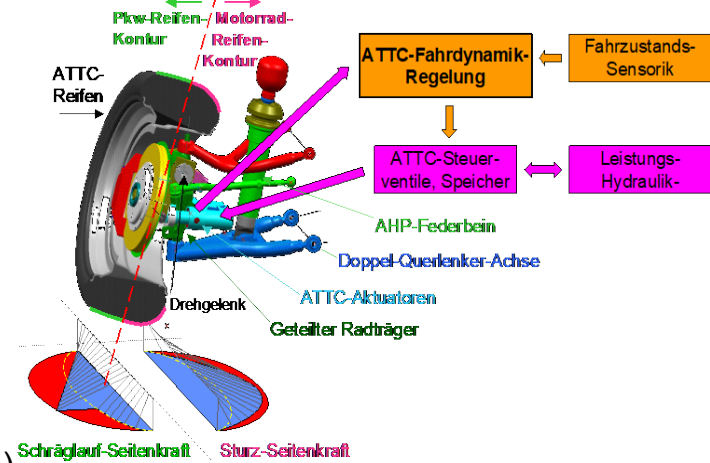 Pkw-Reifen-
Kontur
Motorrad-
Reifen-
Kontur
ATTC-
Reifen
ATTC-Fahrdynamik-
Regelung
Fahrzustands-
Sensorik
ATTC-Steuer-
ventile, Speicher
Leistungs-
Hydraulik-
AHP-Federbein
Doppel-Querlenker-Achse
ATTC-Aktuatoren
Drehgelenk
Geteilter Radträger
Schräglauf-Seitenkraft
Sturz-Seitenkraft
)